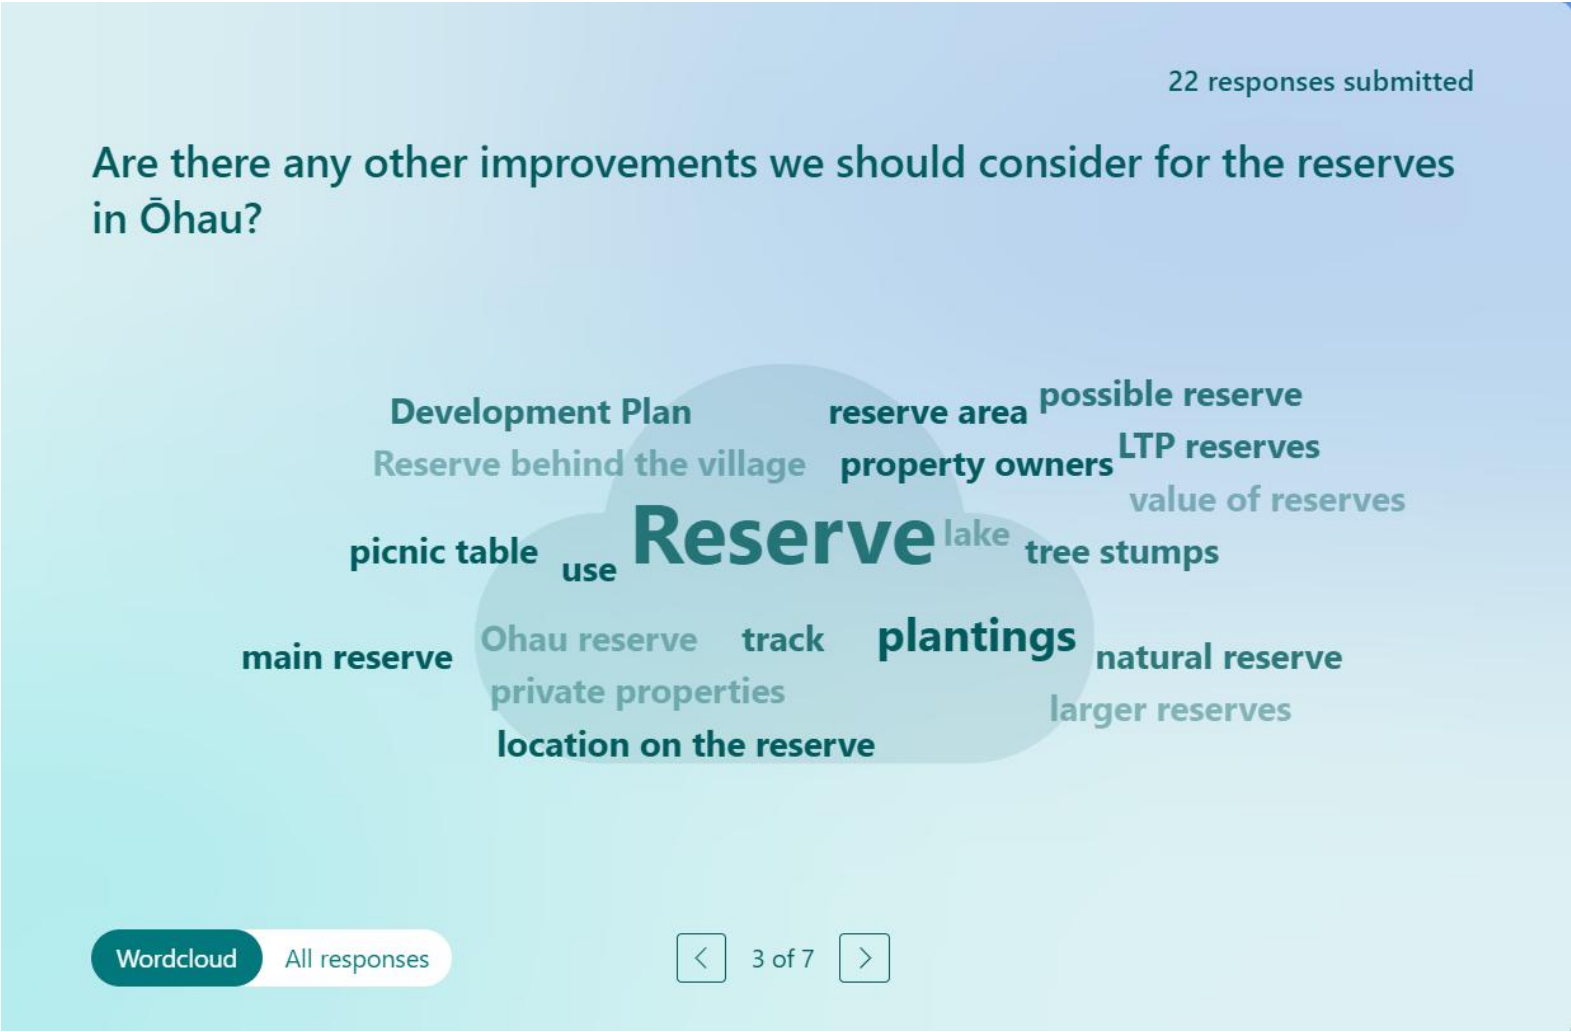 22 responses submitted
Are there any other improvements we should consider for the reserves
in Ōhau?
Development Plan
reserve area
possible reserve
Reserve behind the village
property owners
LTP reserves
value of reserves
picnic table
use
Reserve
lake
tree stumps
main reserve
Ohau reserve
track
plantings
natural reserve
private properties
larger reserves
location on the reserve
Wordcloud
All responses
3 of 7